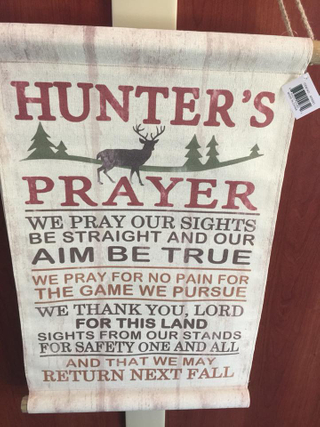 HUNTER'S
PRAYER
WE PRAY OUR SIGHTS
BE STRAIGHT AND OUR
AIM BE TRUE
WE PRAY FOR NO PAIN FOR
THE GAME WE PURSUE
WE THANK YOU, LORD
FOR THIS LAND
SIGHTS FROM OUR STANDS
FOR SAFETY ONE AND ALL
AND THAT WE MAY
RETURN NEXT FALL